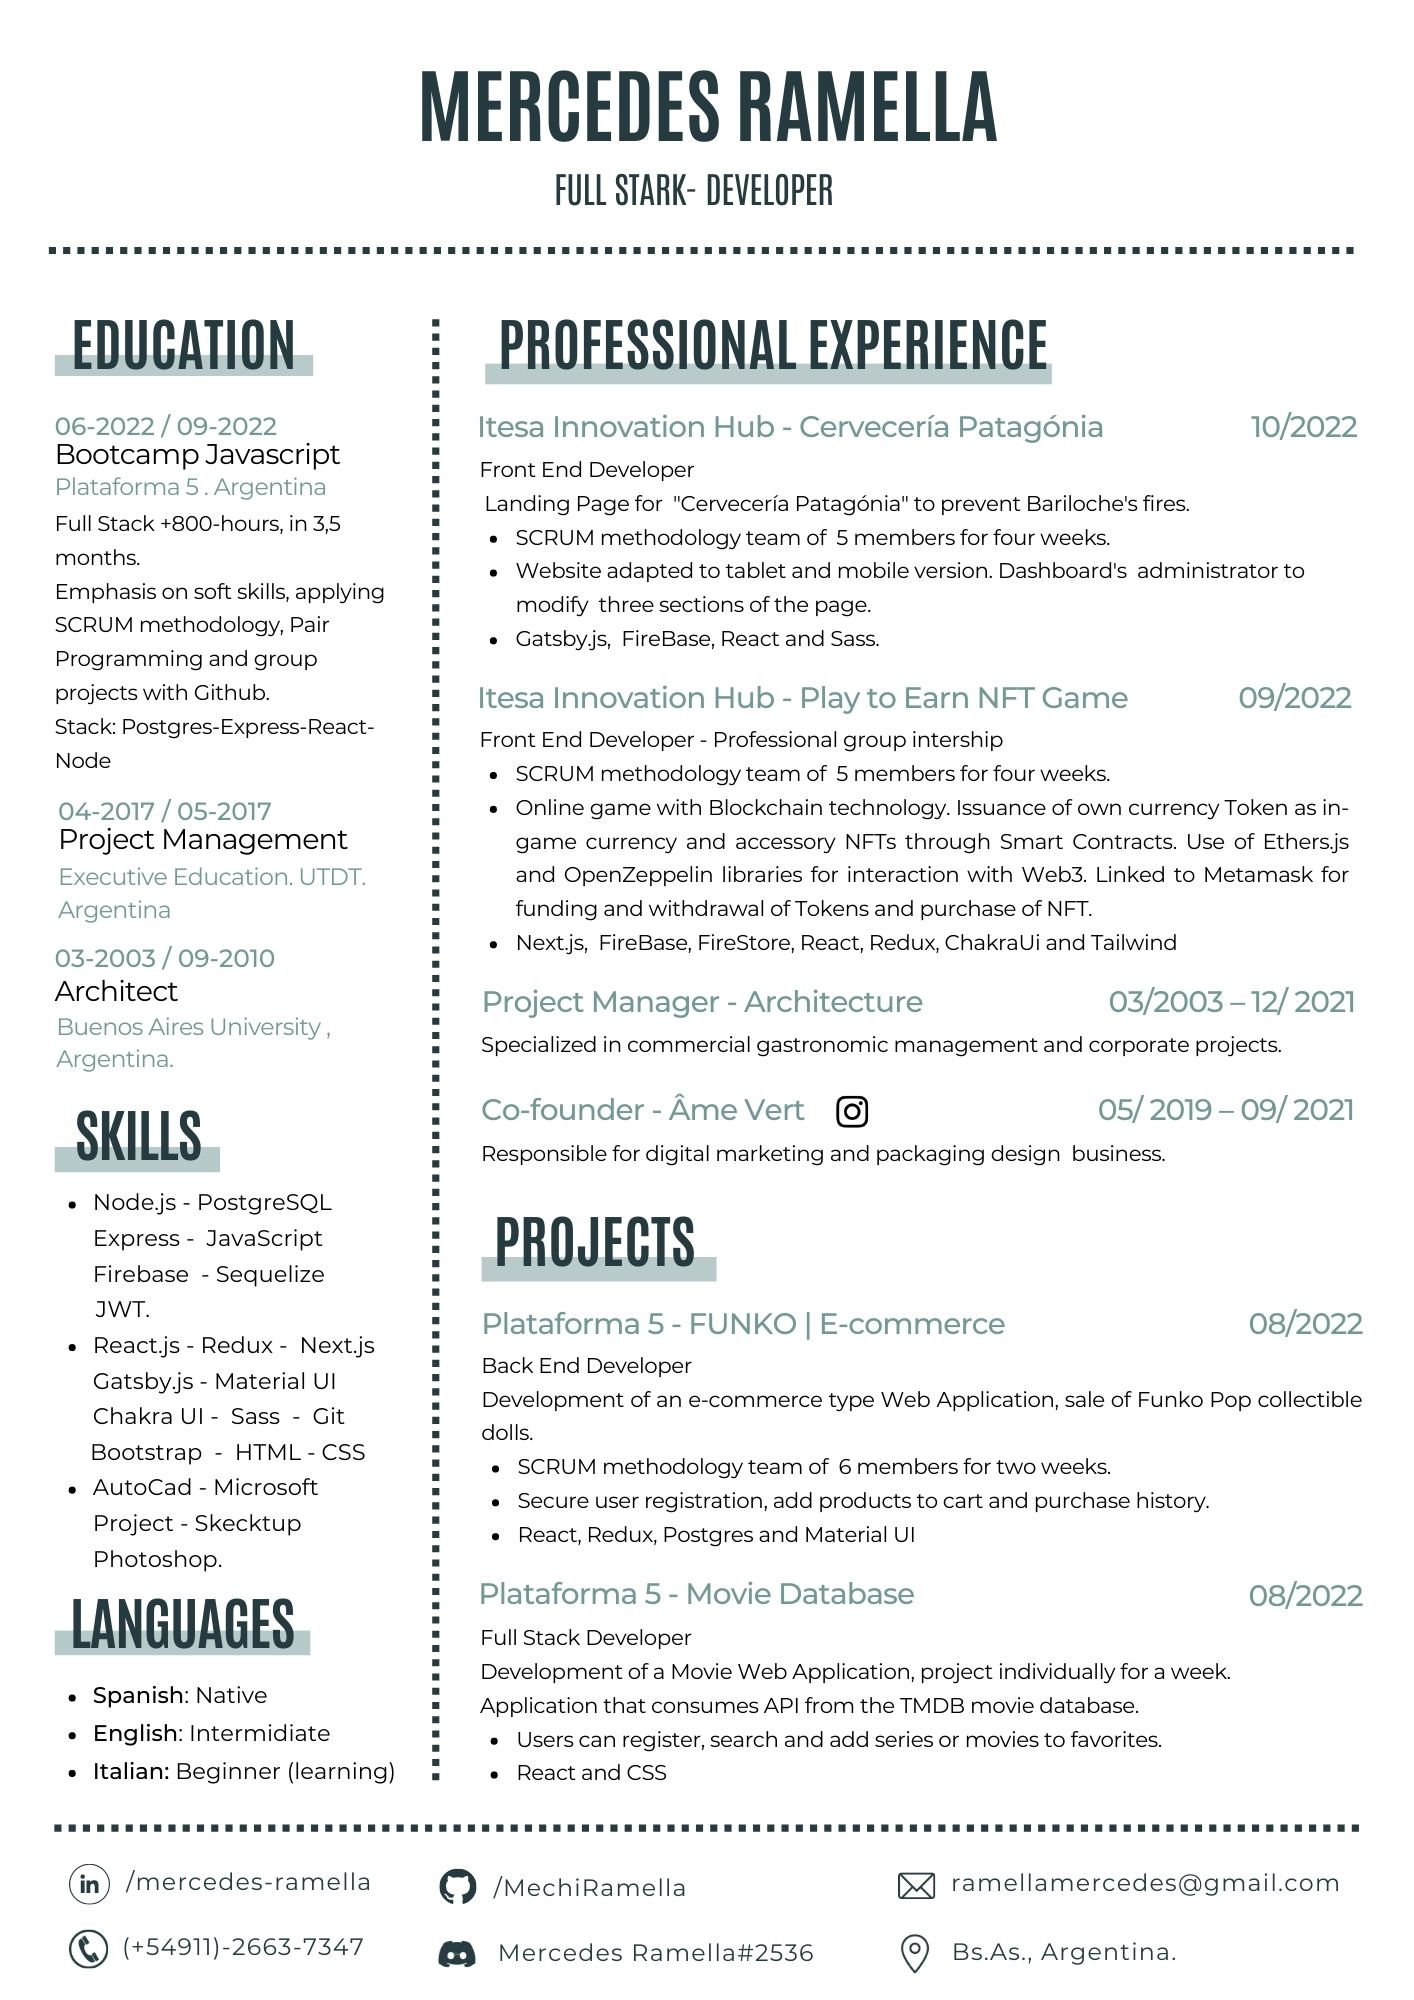 MERCEDES RAMELLA
FULL STARK- DEVELOPER
EDUCATION
06-2022 / 09-2022
Bootcamp Javascript
Plataforma 5 . Argentina
Full Stack +800-hours, in 3,5
months.
Emphasis on soft skills, applying
SCRUM methodology, Pair
Programming and group
projects with Github.
Stack: Postgres-Express-React-
Node
04-2017 / 05-2017
Project Management
Executive Education. UTDT.
Argentina
03-2003 / 09-2010
Architect
Buenos Aires University ,
Argentina.
SKILLS
• Node.js - PostgreSQL
Express - JavaScript
Firebase - Sequelize
JWT.
• React.js - Redux - Next.js
Gatsby.js - Material UI
Chakra UI - Sass - Git
Bootstrap - HTML - CSS
• AutoCad - Microsoft
Project - Skecktup
Photoshop.
LANGUAGES
• Spanish: Native
• English: Intermidiate
• Italian: Beginner (learning)
PROFESSIONAL EXPERIENCE
Itesa Innovation Hub - Cervecería Patagónia 10/2022
Front End Developer
Landing Page for "Cervecería Patagónia" to prevent Bariloche's fires.
• SCRUM methodology team of 5 members for four weeks.
• Website adapted to tablet and mobile version. Dashboard's administrator to
modify three sections of the page.
• Gatsby.js, FireBase, React and Sass.
Itesa Innovation Hub - Play to Earn NFT Game 09/2022
Front End Developer - Professional group intership
• SCRUM methodology team of 5 members for four weeks.
• Online game with Blockchain technology. Issuance of own currency Token as in-
game currency and accessory NFTs through Smart Contracts. Use of Ethers.js
and OpenZeppelin libraries for interaction with Web3. Linked to Metamask for
funding and withdrawal of Tokens and purchase of NFT.
• Next.js, FireBase, FireStore, React, Redux, ChakraUi and Tailwind
Project Manager - Architecture 03/2003 – 12/ 2021
Specialized in commercial gastronomic management and corporate projects.
Co-founder - Âme Vert 05/ 2019 – 09/ 2021
Responsible for digital marketing and packaging design business.
PROJECTS
Plataforma 5 - FUNKO | E-commerce 08/2022
Back End Developer
Development of an e-commerce type Web Application, sale of Funko Pop collectible
dolls.
• SCRUM methodology team of 6 members for two weeks.
• Secure user registration, add products to cart and purchase history.
• React, Redux, Postgres and Material UI
Plataforma 5 - Movie Database 08/2022
Full Stack Developer
Development of a Movie Web Application, project individually for a week.
Application that consumes API from the TMDB movie database.
• Users can register, search and add series or movies to favorites.
• React and CSS
in /mercedes-ramella
/MechiRamella
ramellamercedes@gmail.com
(+54911)-2663-7347
Mercedes Ramella#2536
Bs.As., Argentina.